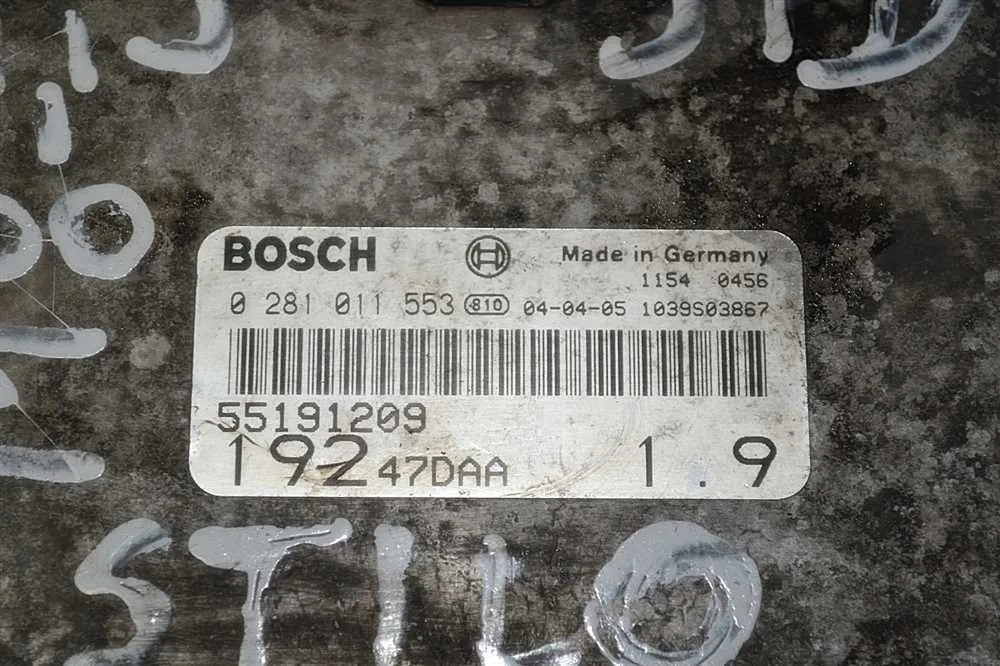 BOSCH Made in Germany
1154 0456
0 281 011 553 810 04-04-05 1039S03867
55191209
192 47DAA 1.9
STILO